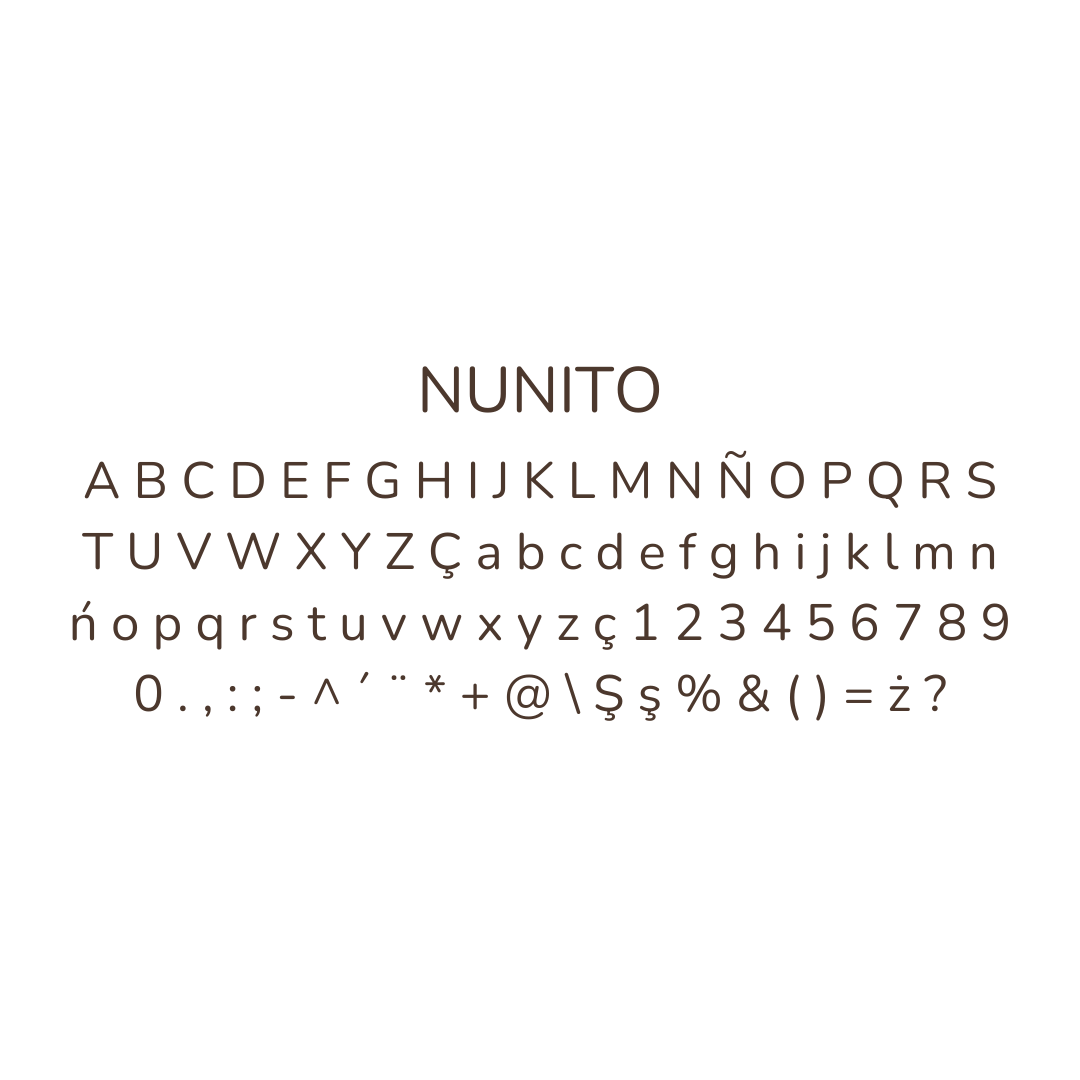 NUNITO
A B C D E F G H I J K L M N Ñ O P Q R S
T U V W X Y Z Ç a b c d e f g h i j k l m n
ń o p q r s t u v w x y z ç 1 2 3 4 5 6 7 8 9
0 . , : ; - ^ ´ ¨ * + @ \ Ş ş % & ( ) = ż ?